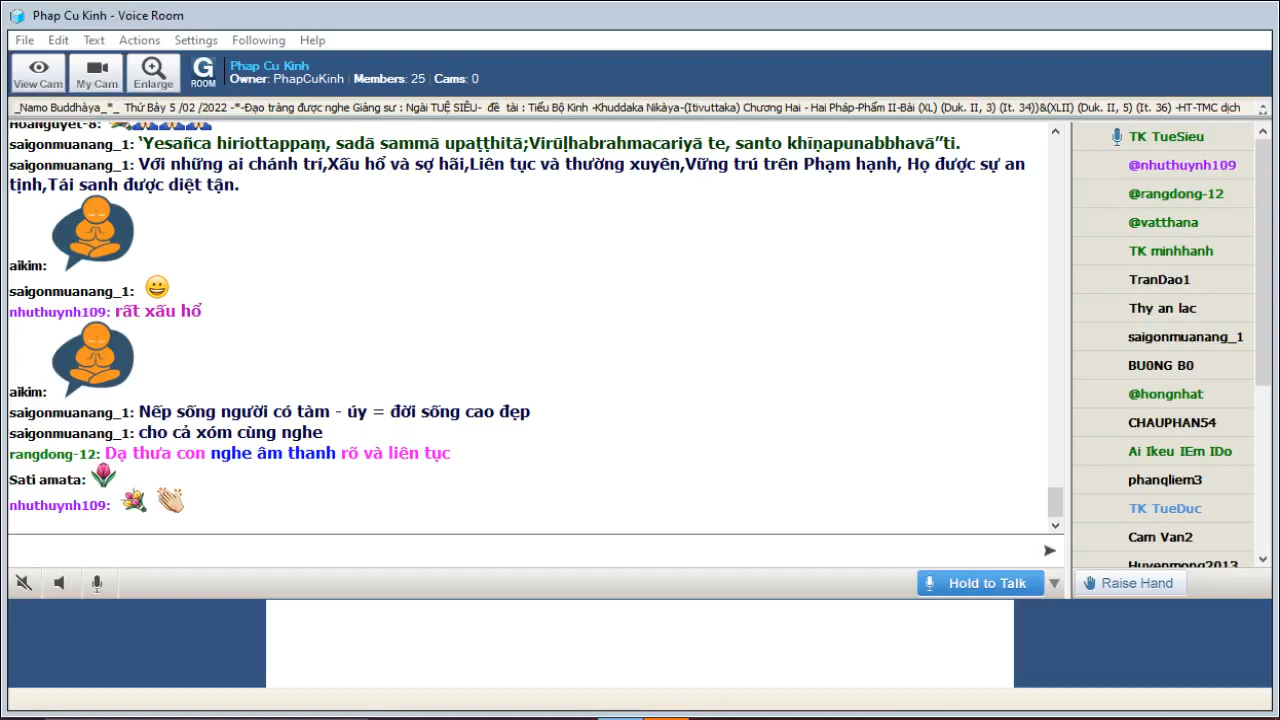 Phap Cu Kinh - Voice Room
File Edit Text Actions Settings Following Help
View Cam My Cam Enlarge G ROOM
Phap Cu Kinh
Owner: PhapCuKinh Members: 25 Cams: 0
_Namo Buddhàya_*_ Thứ Bảy 5 /02 /2022 -*-Đạo tràng được nghe Giảng sư : Ngài TUỆ SIÊU- đề tài : Tiểu Bộ Kinh -Khuddaka Nikàya-(Itivuttaka) Chương Hai - Hai Pháp-Phẩm II-Bài (XL) (Duk. II, 3) (It. 34))&(XLII) (Duk. II, 5) (It. 36) -HT-TMC dịch
Hoanguyet-8:
saigonmuanang_1: ‘Yesañca hiriottappaṃ, sadā sammā upaṭṭhitā;Virūḷhabrahmacariyā te, santo khīṇapunabbhavā”ti.
saigonmuanang_1: Với những ai chánh trí,Xấu hổ và sợ hãi,Liên tục và thường xuyên,Vững trú trên Phạm hạnh, Họ được sự an
tịnh,Tái sanh được diệt tận.
aikim:
saigonmuanang_1:
nhuthuynh109: rất xấu hổ
aikim:
saigonmuanang_1: Nếp sống người có tàm - úy = đời sống cao đẹp
saigonmuanang_1: cho cả xóm cùng nghe
rangdong-12: Dạ thưa con nghe âm thanh rõ và liên tục
Sati amata:
nhuthuynh109:
TK TueSieu
@nhuthuynh109
@rangdong-12
@vatthana
TK minhhanh
TranDao1
Thy an lac
saigonmuanang_1
BU0NG B0
@hongnhat
CHAUPHAN54
Ai Ikeu IEm IDo
phanqliem3
TK TueDuc
Cam Van2
Huyenmong2013
Hold to Talk
Raise Hand